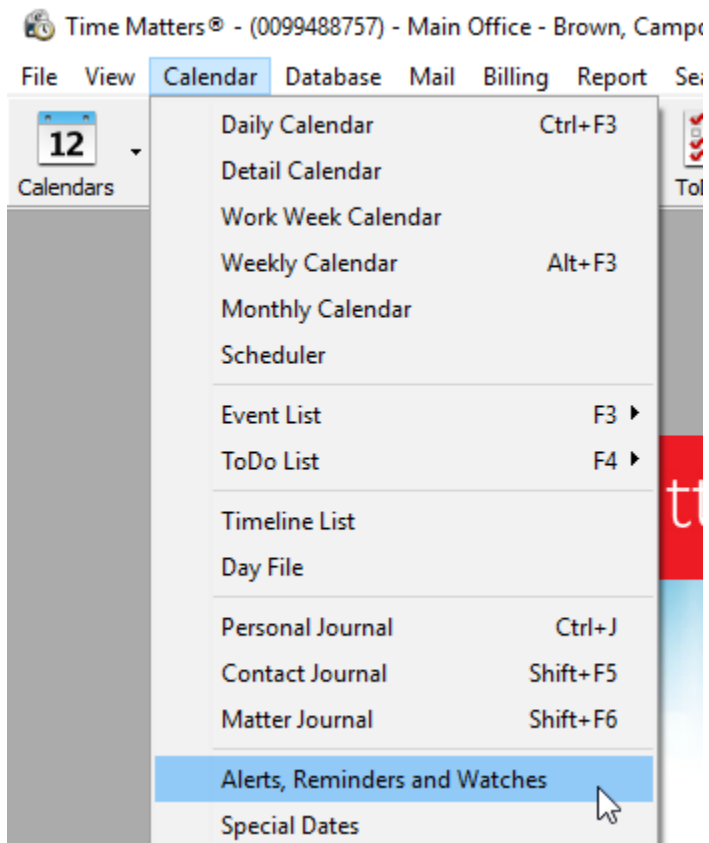 Time Matters® - (0099488757) - Main Office - Brown, Campo
File View Calendar Database Mail Billing Report Sea
12
Calendars
Daily Calendar Ctrl+F3
Detail Calendar
Work Week Calendar
Weekly Calendar Alt+F3
Monthly Calendar
Scheduler
Event List F3
ToDo List F4
Timeline List
Day File
Personal Journal Ctrl+J
Contact Journal Shift+F5
Matter Journal Shift+F6
Alerts, Reminders and Watches
Special Dates